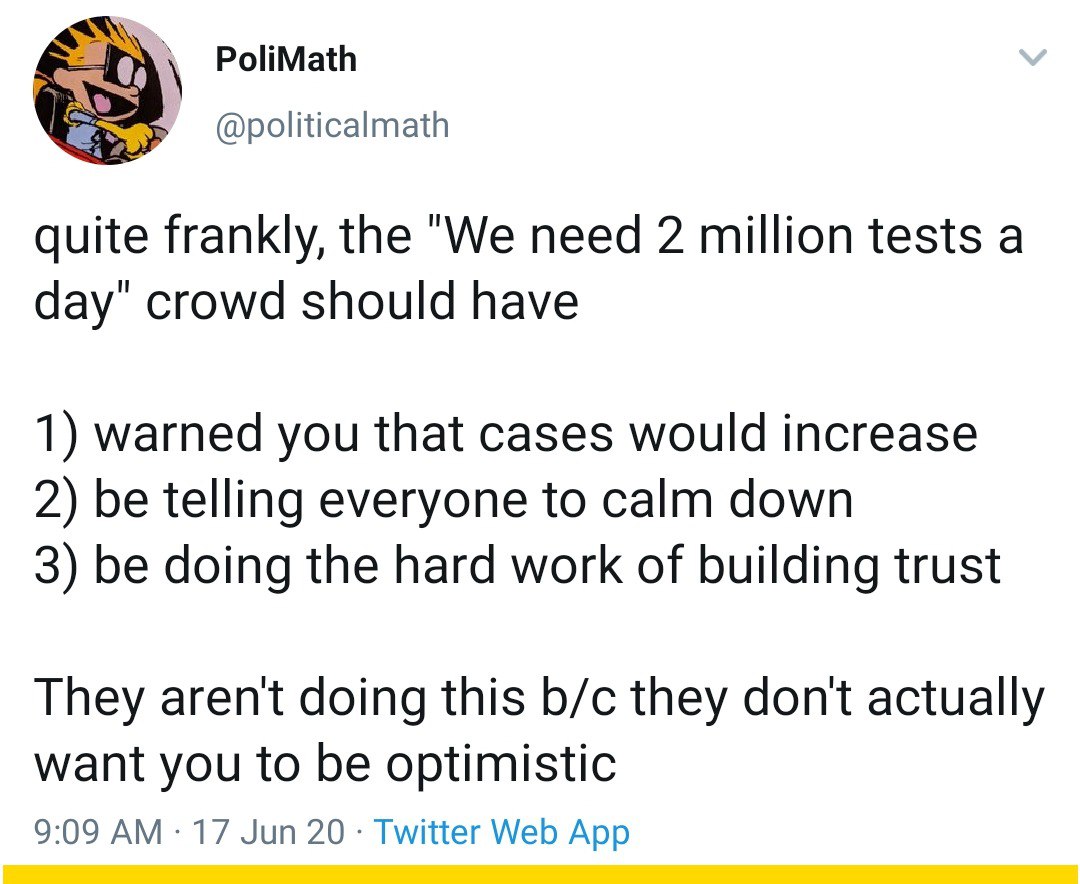 PoliMath
@politicalmath
quite frankly, the "We need 2 million tests a
day" crowd should have
1) warned you that cases would increase
2) be telling everyone to calm down
3) be doing the hard work of building trust
They aren't doing this b/c they don't actually
want you to be optimistic
9:09 AM · 17 Jun 20 · Twitter Web App